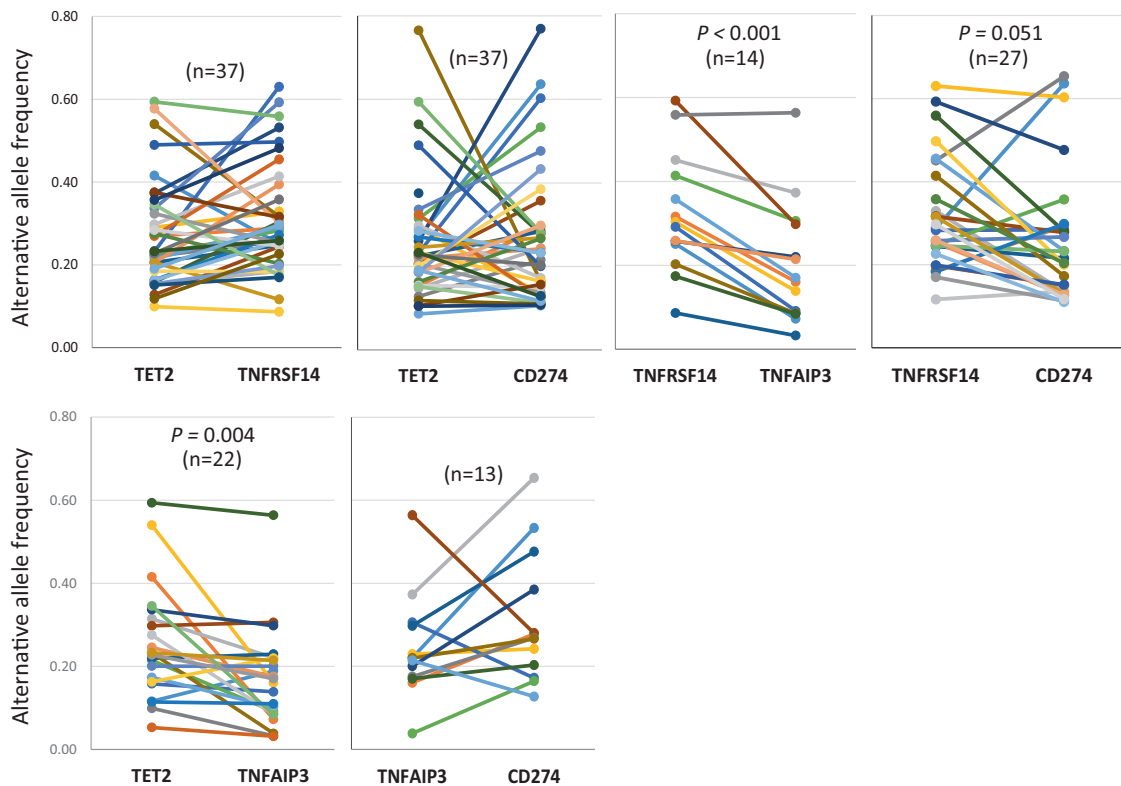 Alternative allele frequency
0.80
0.60
0.40
0.20
0.00
(n=37)
TET2 TNFRSF14
(n=37)
TET2 CD274
P < 0.001
(n=14)
TNFRSF14 TNFAIP3
P = 0.051
(n=27)
TNFRSF14 CD274
Alternative allele frequency
0.80
0.60
0.40
0.20
0.00
P = 0.004
(n=22)
TET2 TNFAIP3
(n=13)
TNFAIP3 CD274